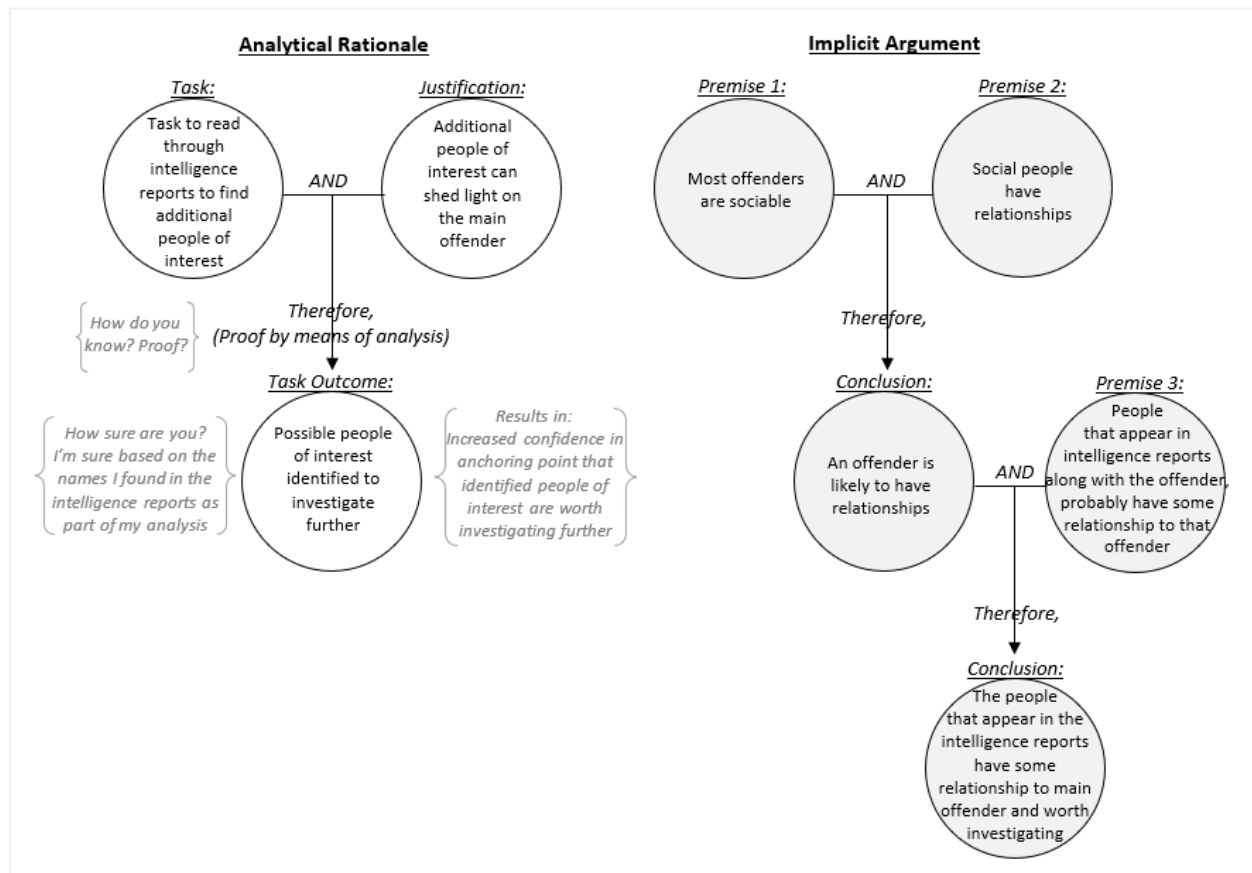 Analytical Rationale
Task:
Task to read
through
intelligence
reports to find
additional
people of
interest
AND
Justification:
Additional
people of
interest can
shed light on
the main
offender
How do you
know? Proof?
Therefore,
(Proof by means of analysis)
Task Outcome:
How sure are you?
I'm sure based on the
names I found in the
intelligence reports as
part of my analysis
Possible people
of interest
identified to
investigate
further
Results in:
Increased confidence in
anchoring point that
identified people of
interest are worth
investigating further
Implicit Argument
Premise 1:
Most offenders
are sociable
AND
Premise 2:
Social people
have
relationships
Therefore,
Conclusion:
An offender is
likely to have
relationships
AND
Premise 3:
People
that appear in
intelligence reports
along with the offender,
probably have some
relationship to that
offender
Therefore,
Conclusion:
The people
that appear in the
intelligence reports
have some
relationship to main
offender and worth
investigating